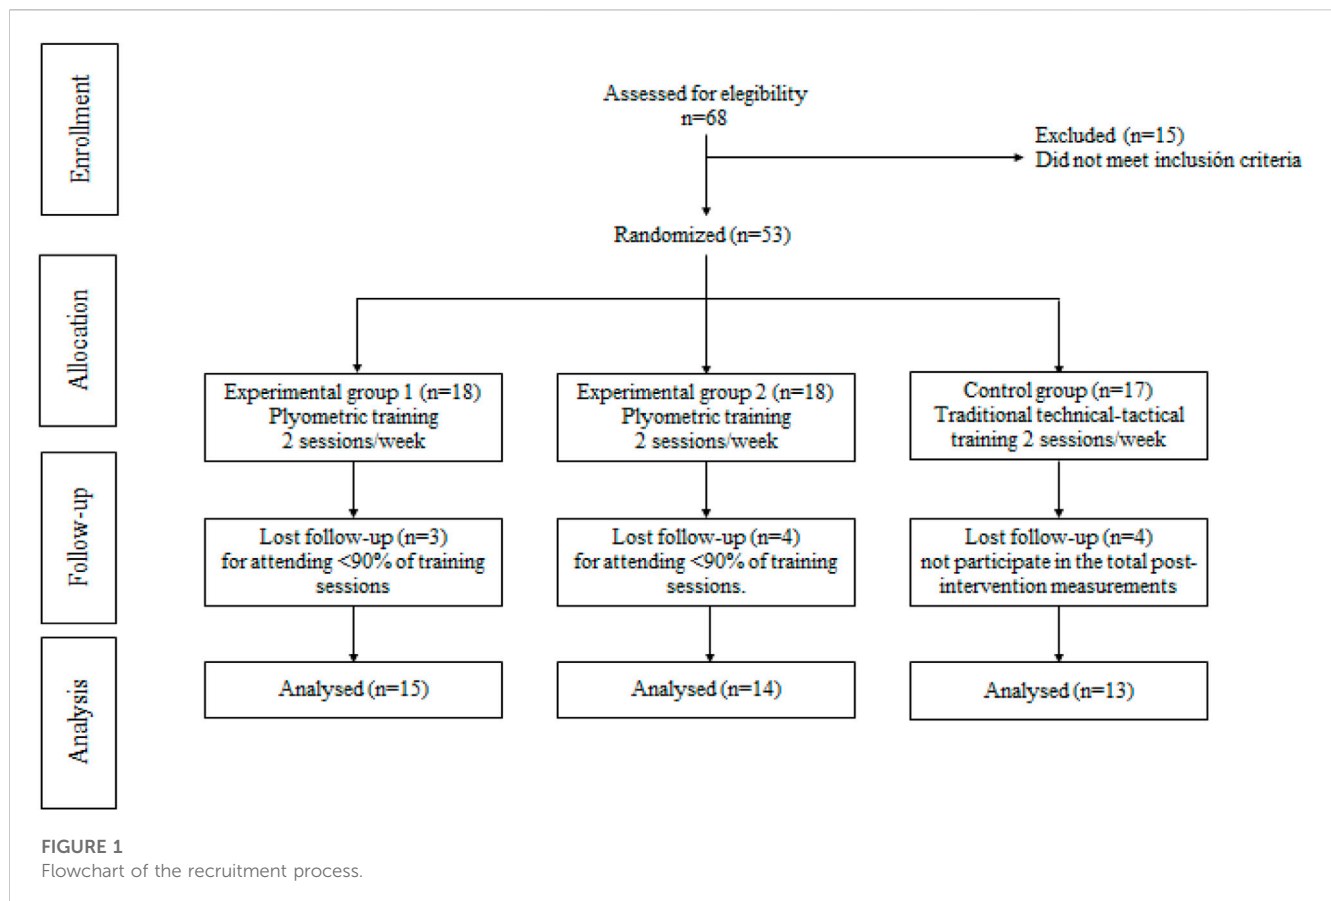 Enrollment
Assessed for elegibility
n=68
Excluded (n=15)
Did not meet inclusión criteria
Randomized (n=53)
Allocation
Experimental group 1 (n=18)
Plyometric training
2 sessions/week
Experimental group 2 (n=18)
Plyometric training
2 sessions/week
Control group (n=17)
Traditional technical-tactical
training 2 sessions/week
Follow-up
Lost follow-up (n=3)
for attending <90% of training
sessions
Lost follow-up (n=4)
for attending <90% of training
sessions.
Lost follow-up (n=4)
not participate in the total post-
intervention measurements
Analysis
Analysed (n=15)
Analysed (n=14)
Analysed (n=13)
FIGURE 1
Flowchart of the recruitment process.